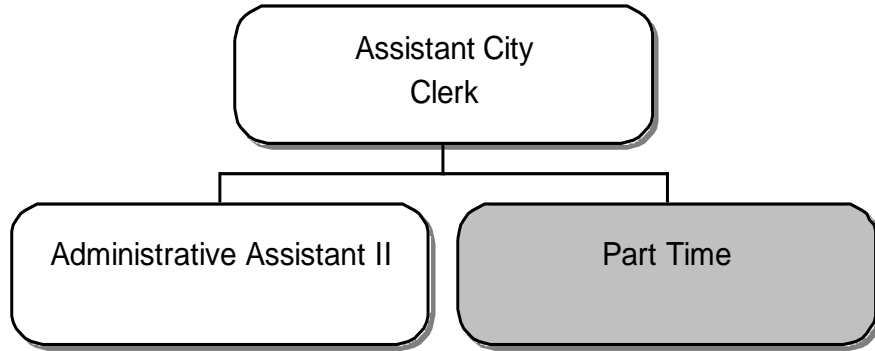 Assistant City
Clerk
Administrative Assistant II
Part Time